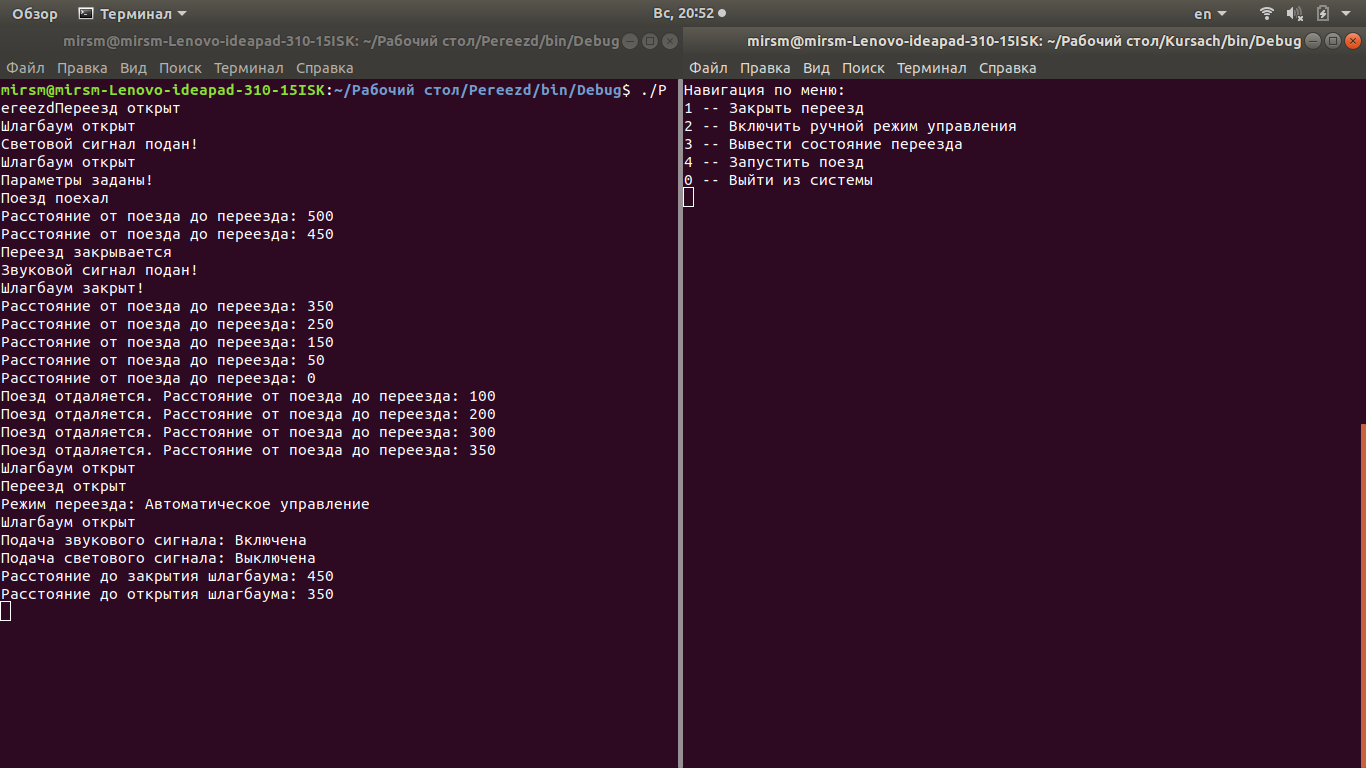 Обзор Терминал Вс, 20:52 en
mirsm@mirsm-Lenovo-ideapad-310-15ISK: ~/Рабочий стол/Pereezd/bin/Debug
Файл Правка Вид Поиск Терминал Справка
mirsm@mirsm-Lenovo-ideapad-310-15ISK:~/Рабочий стол/Pereezd/bin/Debug$ ./P
ereezdПереезд открыт
Шлагбаум открыт
Световой сигнал подан!
Шлагбаум открыт
Параметры заданы!
Поезд поехал
Расстояние от поезда до переезда: 500
Расстояние от поезда до переезда: 450
Переезд закрывается
Звуковой сигнал подан!
Шлагбаум закрыт!
Расстояние от поезда до переезда: 350
Расстояние от поезда до переезда: 250
Расстояние от поезда до переезда: 150
Расстояние от поезда до переезда: 50
Расстояние от поезда до переезда: 0
Поезд отдаляется. Расстояние от поезда до переезда: 100
Поезд отдаляется. Расстояние от поезда до переезда: 200
Поезд отдаляется. Расстояние от поезда до переезда: 300
Поезд отдаляется. Расстояние от поезда до переезда: 350
Шлагбаум открыт
Переезд открыт
Режим переезда: Автоматическое управление
Шлагбаум открыт
Подача звукового сигнала: Включена
Подача светового сигнала: Выключена
Расстояние до закрытия шлагбаума: 450
Расстояние до открытия шлагбаума: 350
mirsm@mirsm-Lenovo-ideapad-310-15ISK: ~/Рабочий стол/Kursach/bin/Debug
Файл Правка Вид Поиск Терминал Справка
Навигация по меню:
1 -- Закрыть переезд
2 -- Включить ручной режим управления
3 -- Вывести состояние переезда
4 -- Запустить поезд
0 -- Выйти из системы